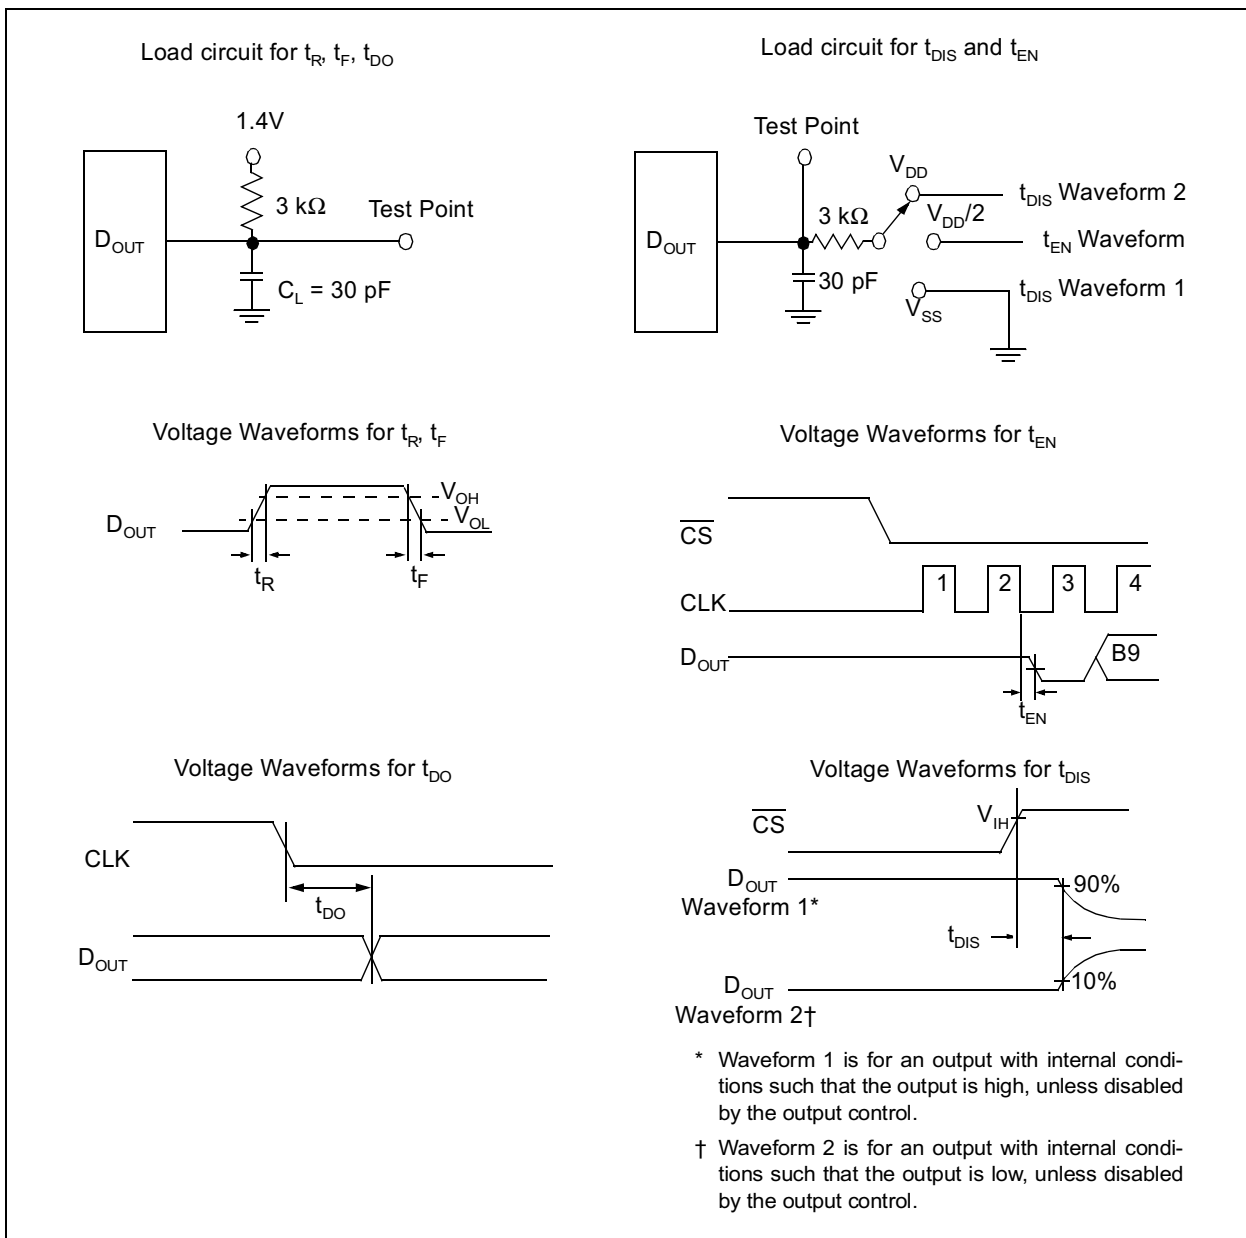 Load circuit for tR, tF, tDO
1.4V
3 kΩ
Test Point
DOUT
CL = 30 pF
Load circuit for tDIS and tEN
Test Point
VDD
tDIS Waveform 2
3 kΩ
VDD/2
DOUT
tEN Waveform
30 pF
tDIS Waveform 1
VSS
Voltage Waveforms for tR, tF
VOH
VOL
DOUT
tR
tF
Voltage Waveforms for tEN
CS
1 2 3 4
CLK
DOUT
B9
tEN
Voltage Waveforms for tDO
CLK
tDO
DOUT
Voltage Waveforms for tDIS
VIH
CS
DOUT
90%
Waveform 1*
tDIS
DOUT
10%
Waveform 2†
* Waveform 1 is for an output with internal condi-
tions such that the output is high, unless disabled
by the output control.
† Waveform 2 is for an output with internal condi-
tions such that the output is low, unless disabled
by the output control.